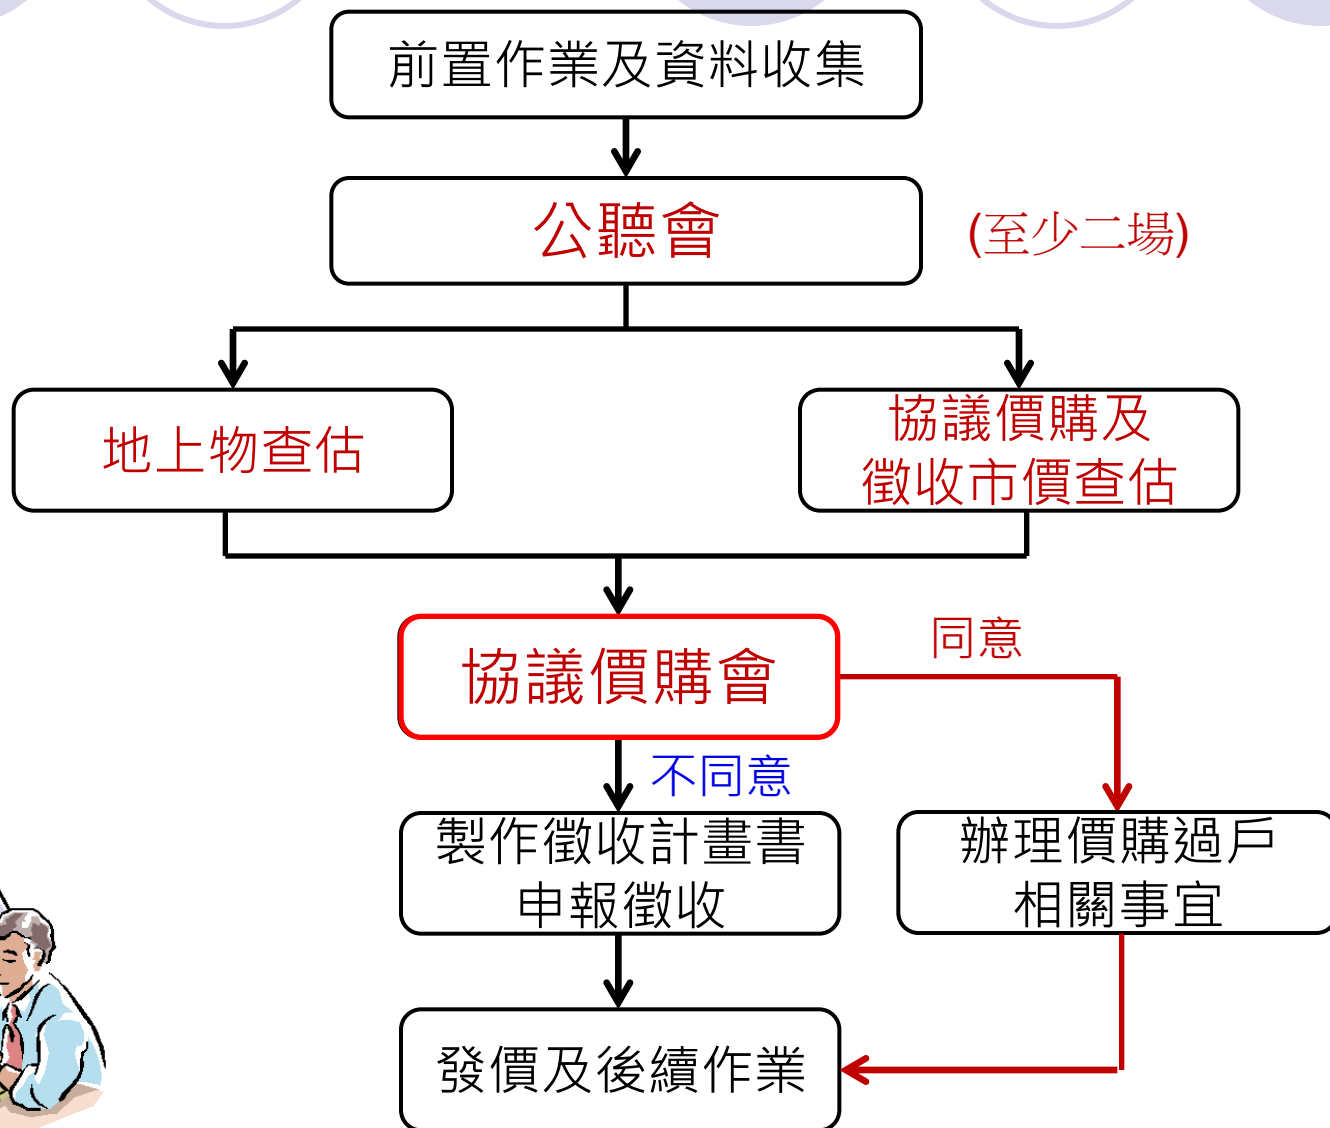 前置作業及資料收集
公聽會
(至少二場)
地上物查估
協議價購及
徵收市價查估
協議價購會
同意
不同意
製作徵收計畫書
申報徵收
辦理價購過戶
相關事宜
發價及後續作業